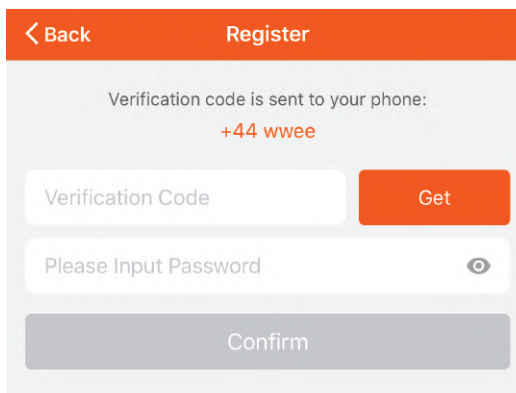 Back Register
Verification code is sent to your phone:
+44 wwee
Verification Code Get
Please Input Password
Confirm